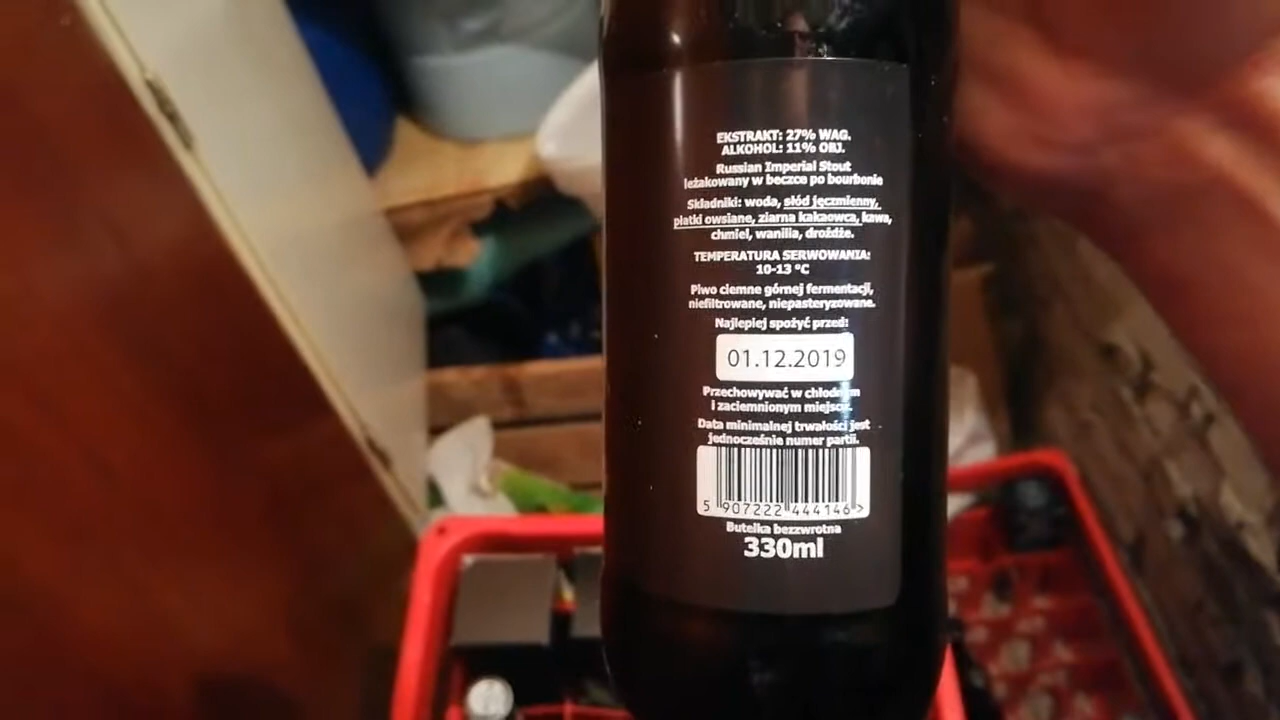 EKSTRAKT: 27% WAG.
ALKOHOL: 11% OBJ.
Russian Imperial Stout
leżakowany w beczce po bourbonie
Składniki: woda, słód jęczmienny,
płatki owsiane, ziarna kakaowca, kawa,
chmiel, wanilia, drożdże.
TEMPERATURA SERWOWANIA:
10-13 °C
Piwo ciemne górnej fermentacji,
niefiltrowane, niepasteryzowane.
Najlepiej spożyć przed:
01.12.2019
Przechowywać w chłodnym
i zaciemnionym miejscu.
Data minimalnej trwałości jest
jednocześnie numer partii.
5 907222 444146 >
Butelka bezzwrotna
330ml